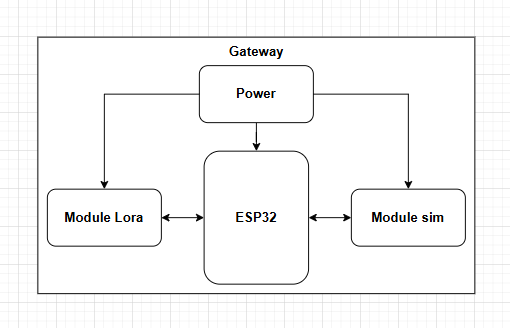 Gateway
Power
Module Lora
ESP32
Module sim